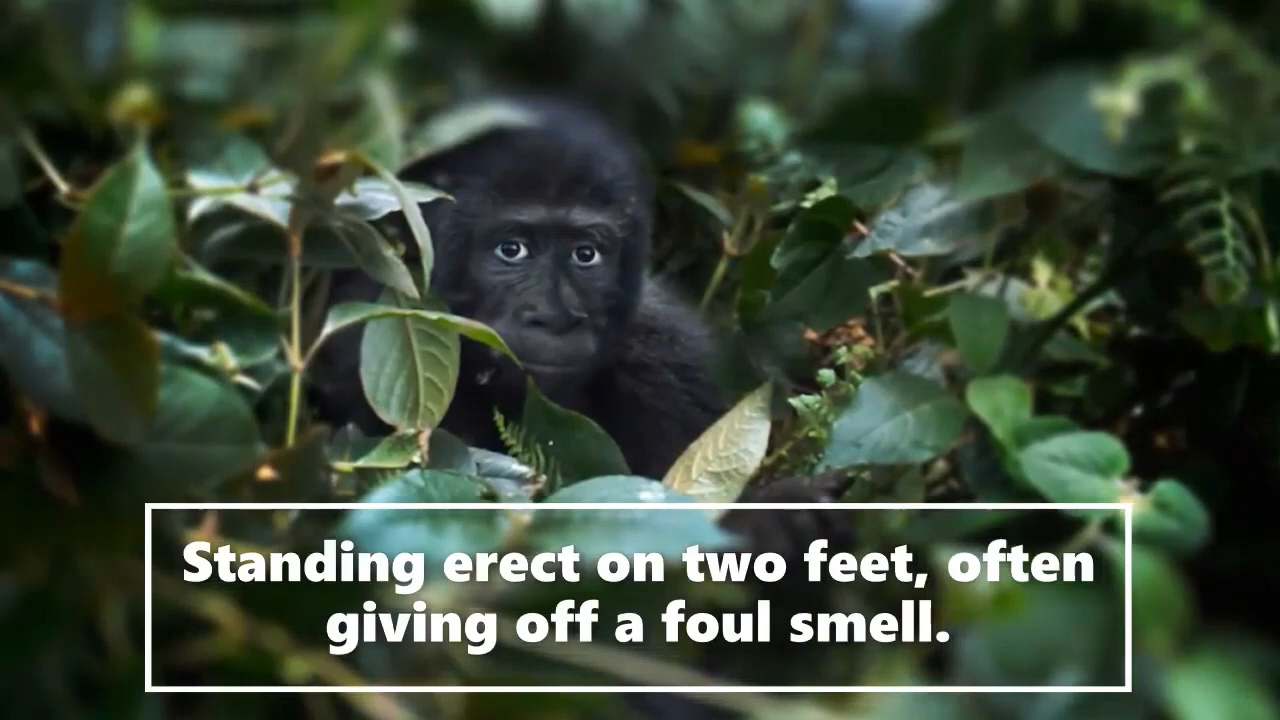 Standing erect on two feet, often
giving off a foul smell.